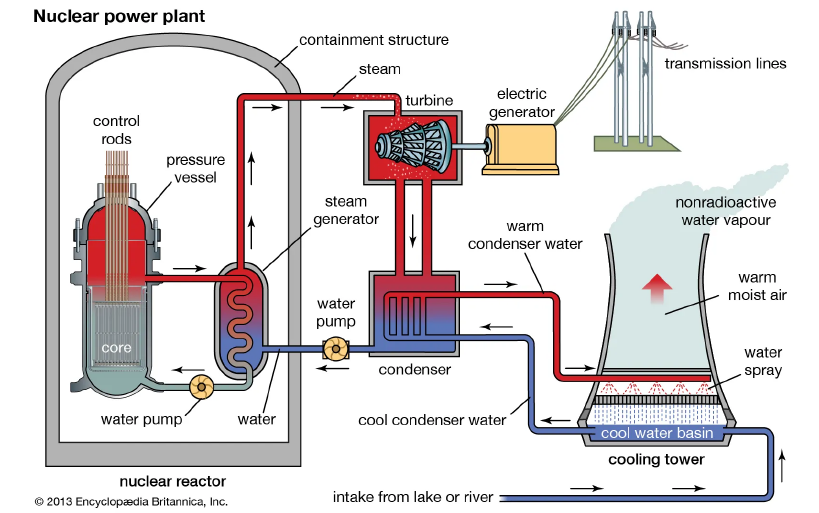 Nuclear power plant
containment structure
steam
turbine
electric
generator
transmission lines
control
rods
pressure
vessel
steam
generator
nonradioactive
water vapour
warm
condenser water
warm
moist air
water
pump
core
condenser
water
spray
water pump
water
cool condenser water
cool water basin
cooling tower
nuclear reactor
intake from lake or river
© 2013 Encyclopædia Britannica, Inc.